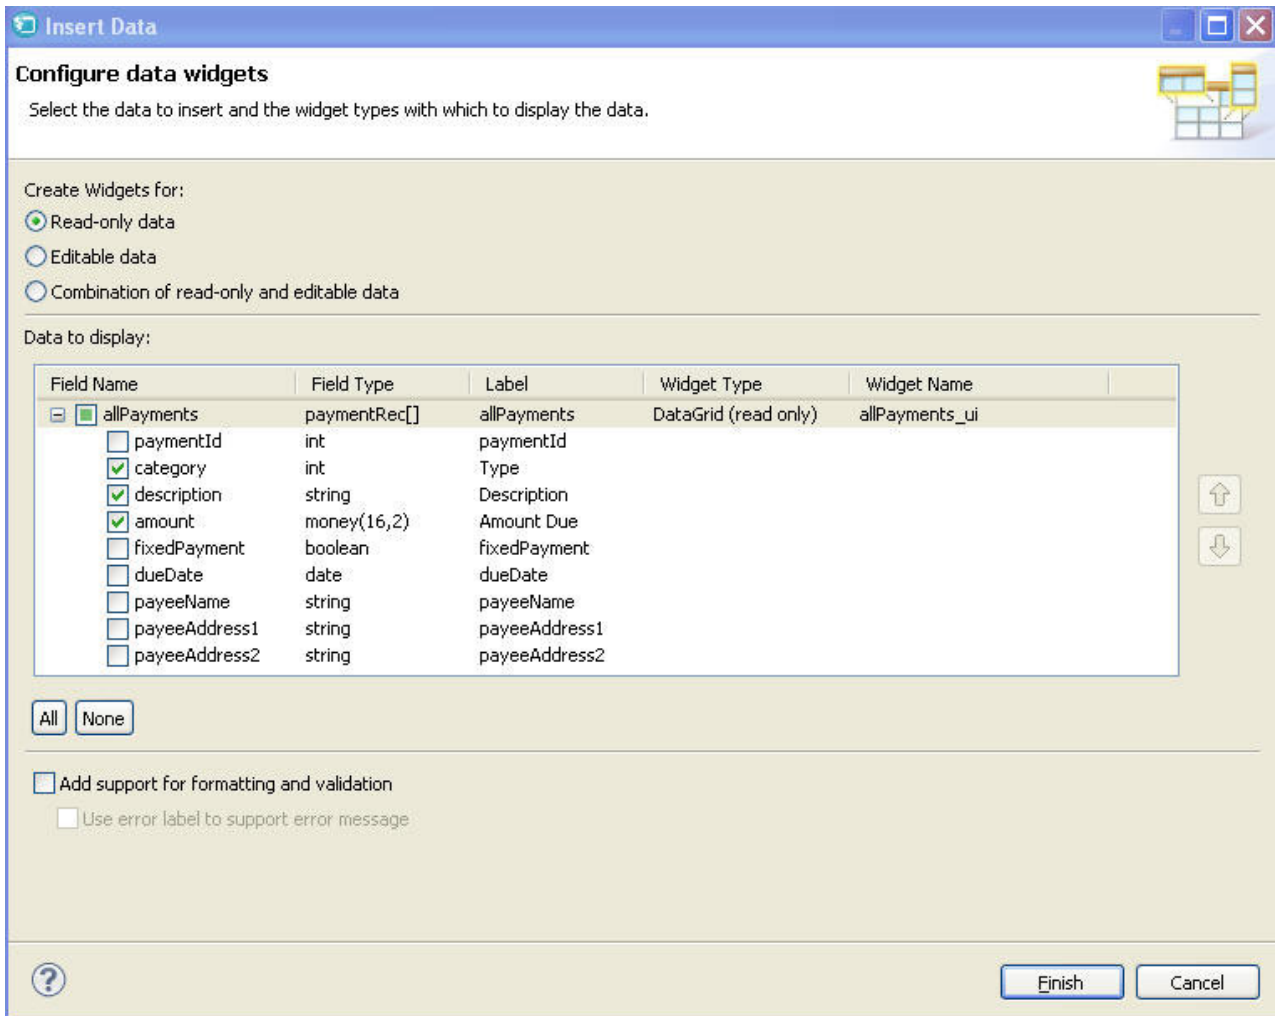 Insert Data
Configure data widgets
Select the data to insert and the widget types with which to display the data.
Create Widgets for:
Read-only data
Editable data
Combination of read-only and editable data
Data to display:
Field Name Field Type Label Widget Type Widget Name
allPayments paymentRec[] allPayments DataGrid (read only) allPayments_ui
paymentId int paymentId
category int Type
description string Description
amount money(16,2) Amount Due
fixedPayment boolean fixedPayment
dueDate date dueDate
payeeName string payeeName
payeeAddress1 string payeeAddress1
payeeAddress2 string payeeAddress2
All None
Add support for formatting and validation
Use error label to support error message
? Finish Cancel